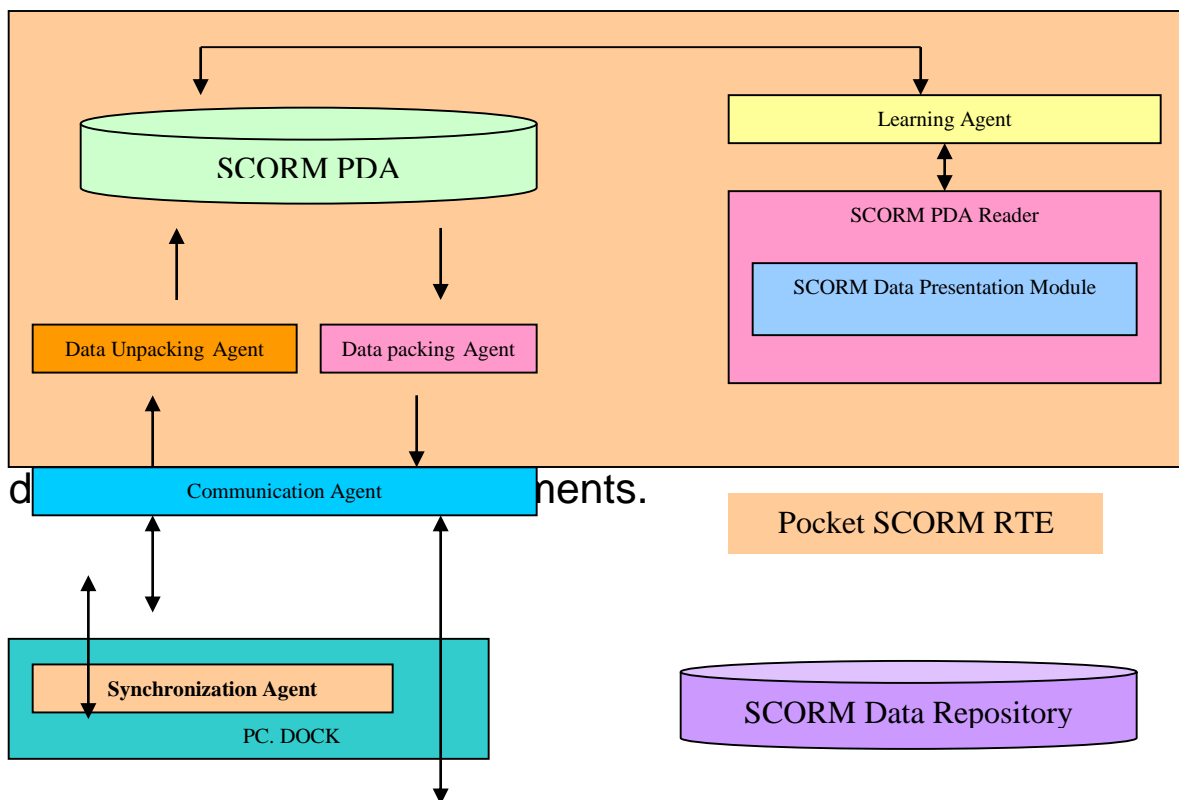 SCORM PDA
Learning Agent
SCORM PDA Reader
SCORM Data Presentation Module
Data Unpacking Agent
Data packing Agent
Communication Agent
ments.
Pocket SCORM RTE
Synchronization Agent
PC. DOCK
SCORM Data Repository